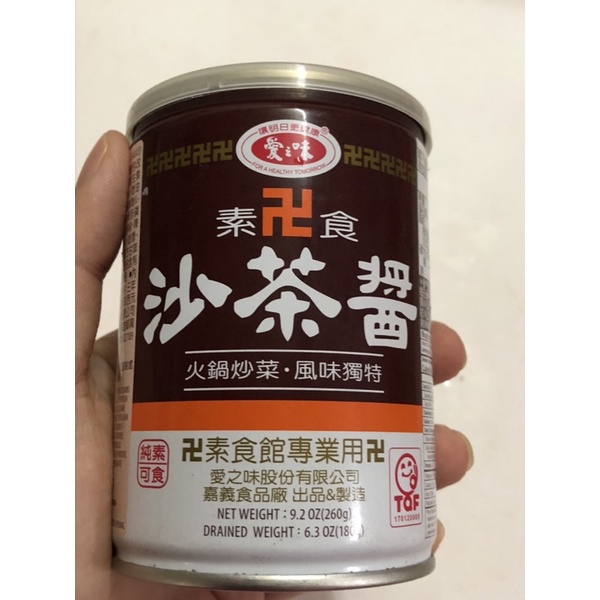 讓明日更健康
愛之味®
FOR A HEALTHY TOMORROW
卍卍卍卍 卍卍卍卍
素卍食
沙茶醬
火鍋炒菜·風味獨特
純素
可食
卍素食館專業用卍
愛之味股份有限公司
嘉義食品廠 出品&製造
NET WEIGHT:9.2 OZ(260g)
DRAINED WEIGHT:6.3 OZ(180
TQF